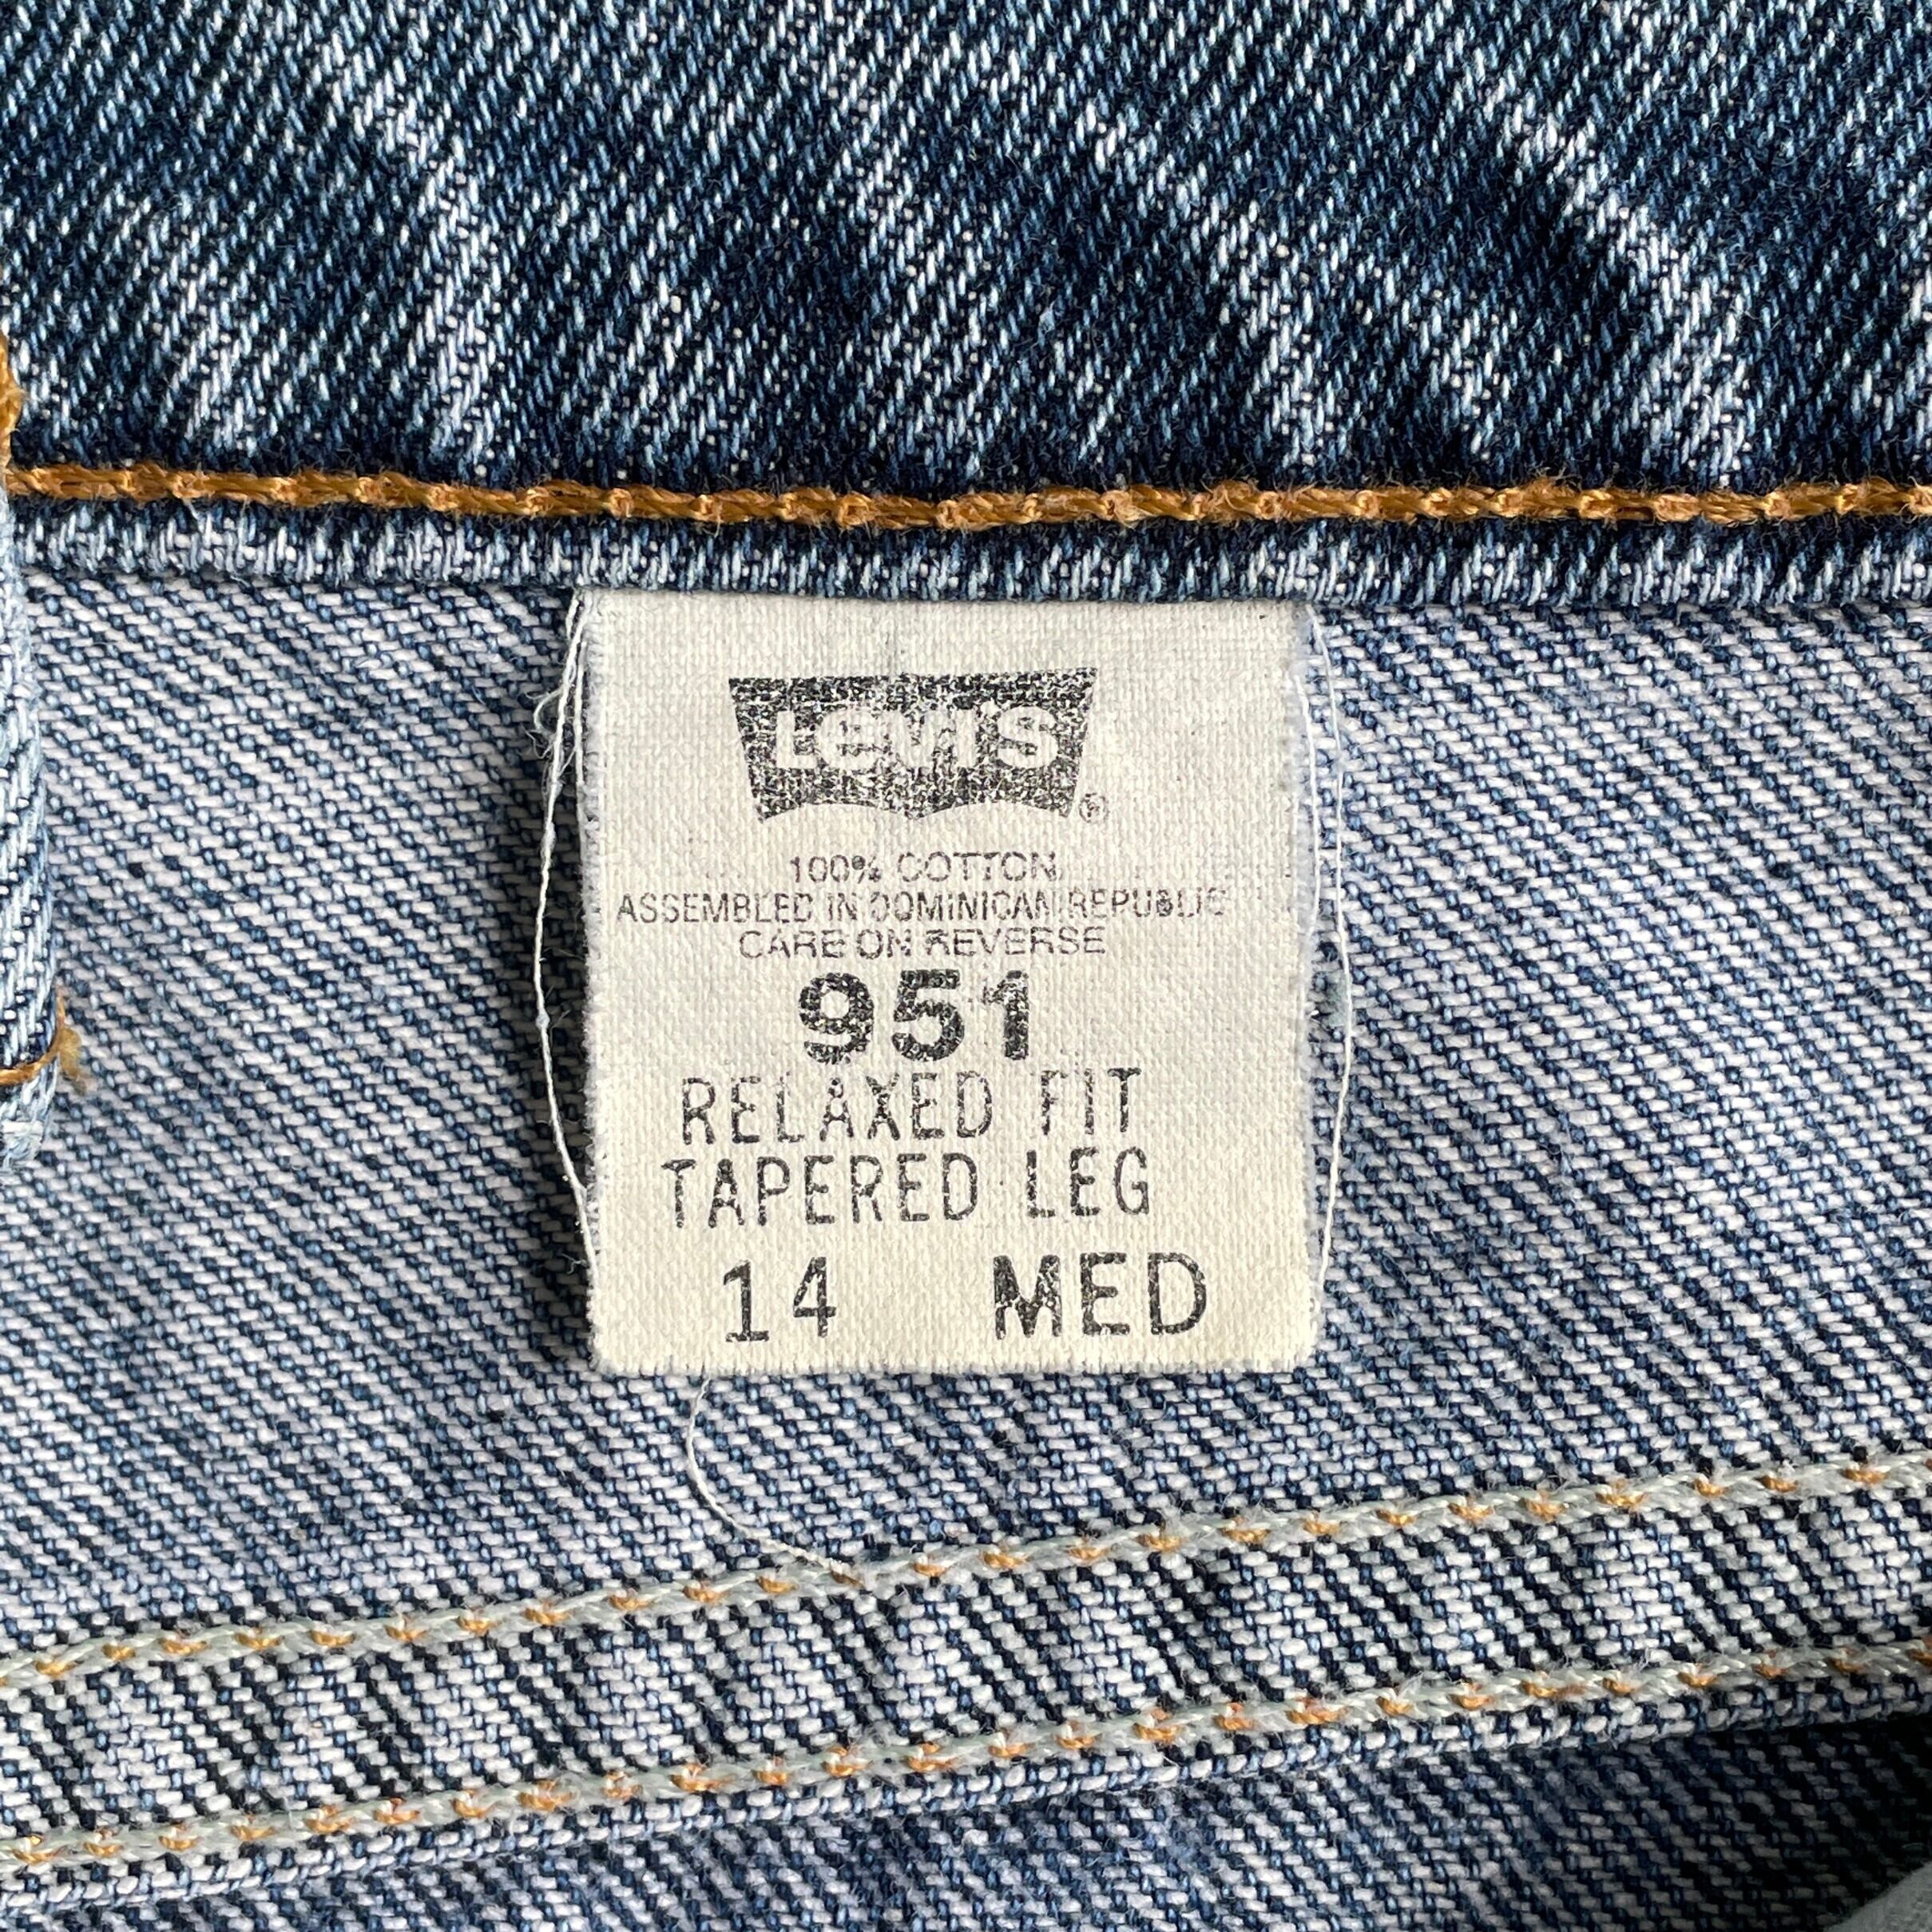 Levi's
®
100% COTTON
ASSEMBLED IN DOMINICAN REPUBLIC
CARE ON REVERSE
951
RELAXED FIT
TAPERED LEG
14 MED